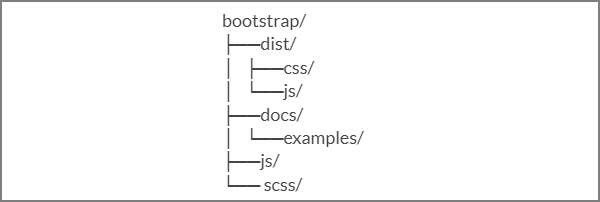 bootstrap/
├──dist/
│ ├──css/
│ └──js/
├──docs/
│ └──examples/
├──js/
└── scss/